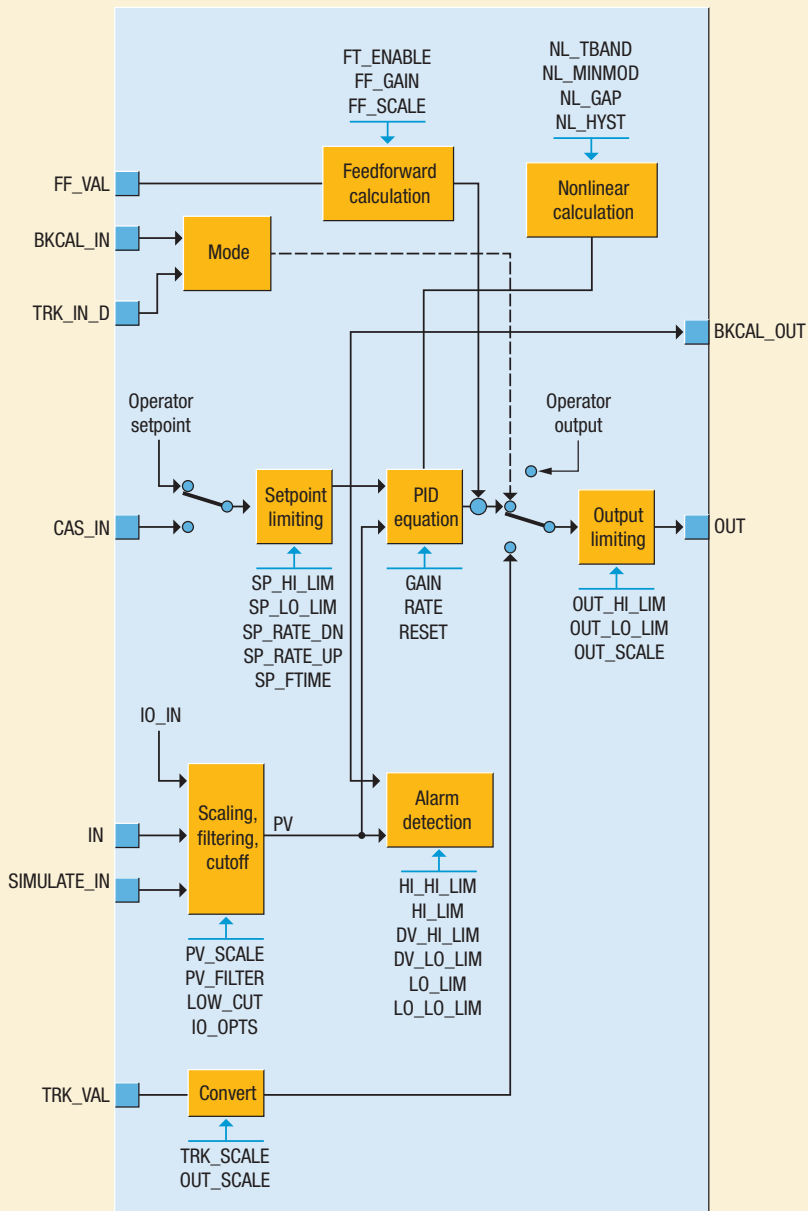 FT_ENABLE
FF_GAIN
FF_SCALE
NL_TBAND
NL_MINMOD
NL_GAP
NL_HYST
FF_VAL
Feedforward
calculation
Nonlinear
calculation
BKCAL_IN
Mode
TRK_IN_D
BKCAL_OUT
Operator
setpoint
Operator
output
CAS_IN
Setpoint
limiting
PID
equation
Output
limiting
OUT
SP_HI_LIM
SP_LO_LIM
SP_RATE_DN
SP_RATE_UP
SP_FTIME
GAIN
RATE
RESET
OUT_HI_LIM
OUT_LO_LIM
OUT_SCALE
IO_IN
IN
SIMULATE_IN
Scaling,
filtering,
cutoff
PV
Alarm
detection
PV_SCALE
PV_FILTER
LOW_CUT
IO_OPTS
HI_HI_LIM
HI_LIM
DV_HI_LIM
DV_LO_LIM
LO_LIM
LO_LO_LIM
TRK_VAL
Convert
TRK_SCALE
OUT_SCALE